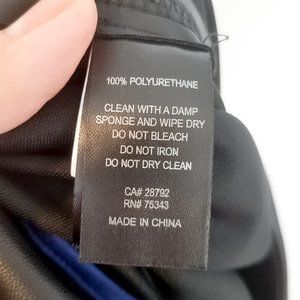 100% POLYURETHANE
CLEAN WITH A DAMP
SPONGE AND WIPE DRY
DO NOT BLEACH
DO NOT IRON
DO NOT DRY CLEAN
CA# 28792
RN# 75343
MADE IN CHINA